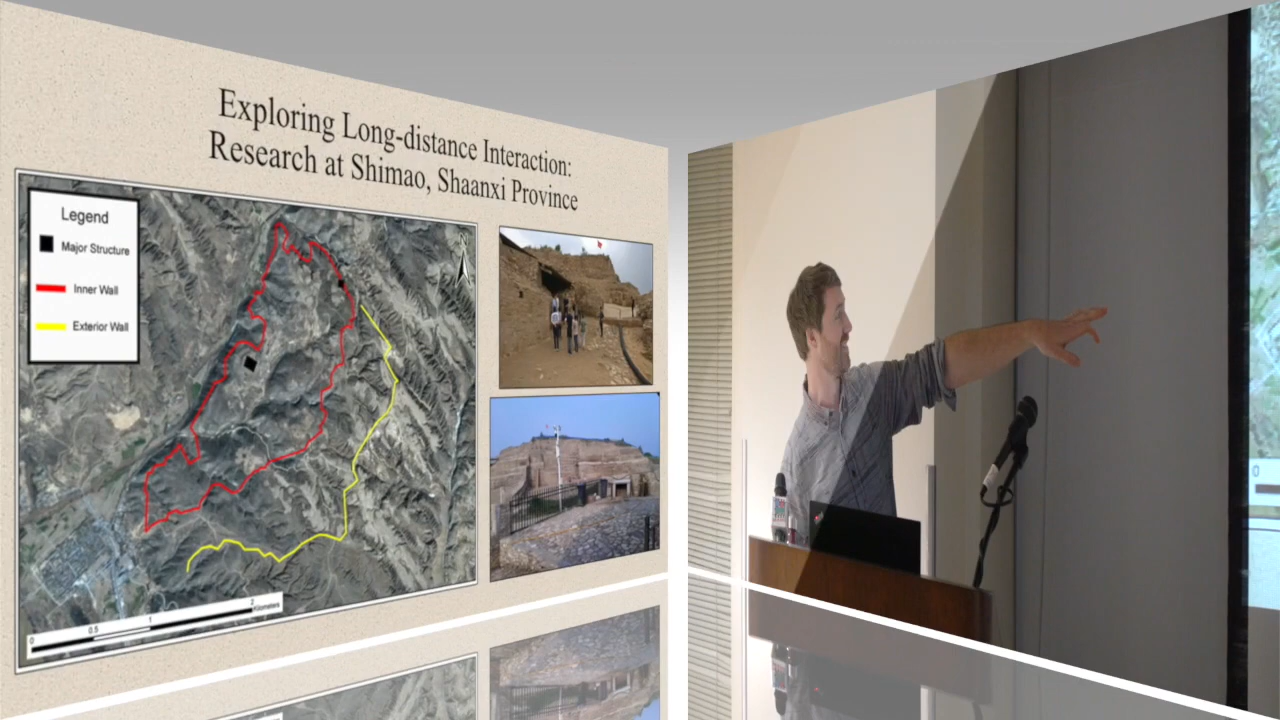 Exploring Long-distance Interaction:
Research at Shimao, Shaanxi Province
Legend
Major Structure
Inner Wall
Exterior Wall
0
0.5
1
2
Kilometers
0